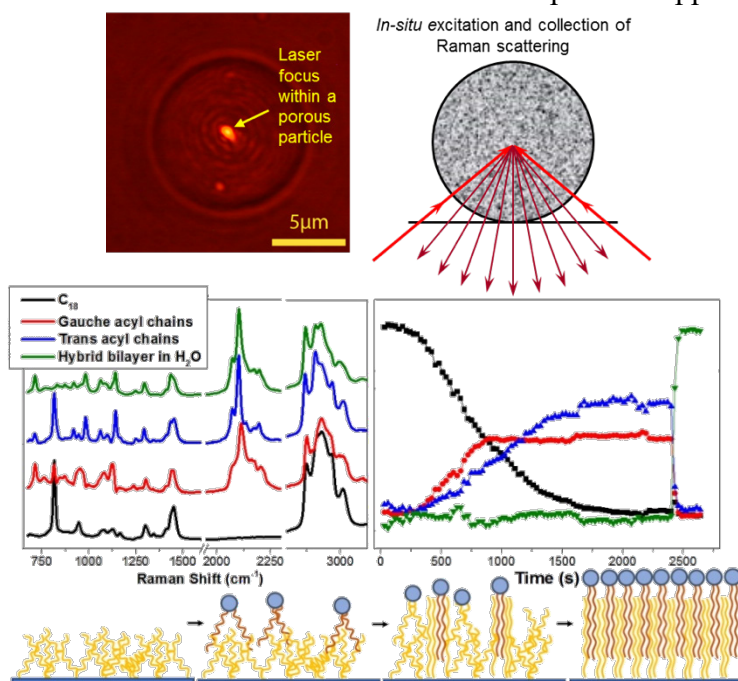 In-situ excitation and collection of
Raman scattering
Laser
focus
within a
porous
particle
5µm
C₁₈
Gauche acyl chains
Trans acyl chains
Hybrid bilayer in H₂O
750 1000 1250 1500 2000 2250 3000
Raman Shift (cm⁻¹)
0 500 1000 1500 2000 2500
Time (s)